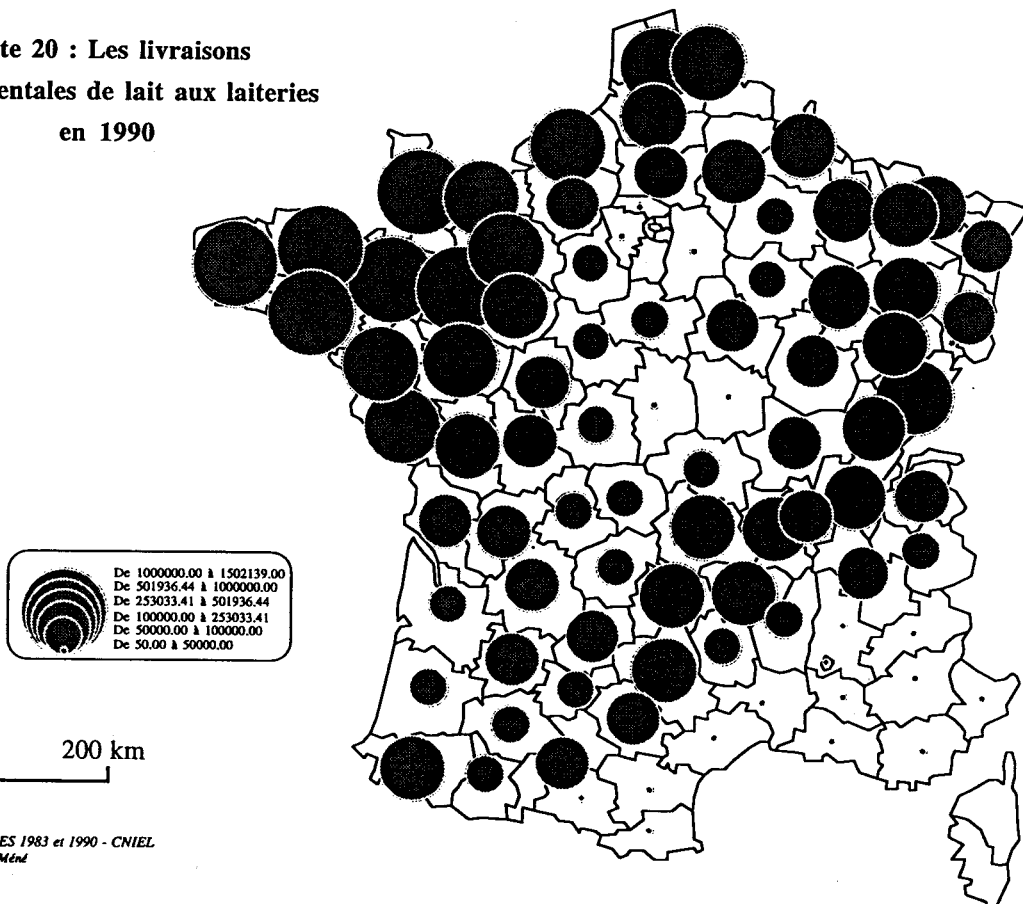 te 20 : Les livraisons
entales de lait aux laiteries
en 1990
De 1000000.00 à 1502139.00
De 501936.44 à 1000000.00
De 253033.41 à 501936.44
De 100000.00 à 253033.41
De 50000.00 à 100000.00
De 50.00 à 50000.00
200 km
ES 1983 et 1990 - CNIEL
Méné